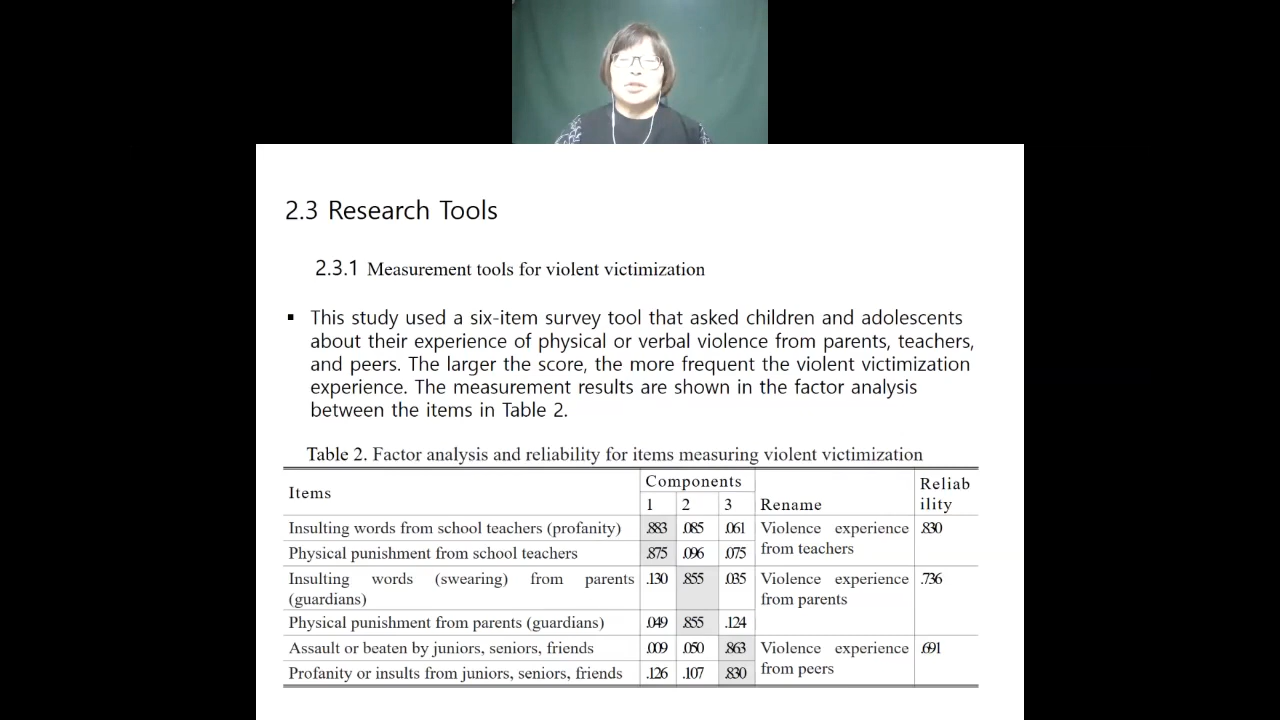 2.3 Research Tools
2.3.1 Measurement tools for violent victimization
▪ This study used a six-item survey tool that asked children and adolescents
about their experience of physical or verbal violence from parents, teachers,
and peers. The larger the score, the more frequent the violent victimization
experience. The measurement results are shown in the factor analysis
between the items in Table 2.
Table 2. Factor analysis and reliability for items measuring violent victimization
Items Components Rename Reliab
ility
1 2 3
Insulting words from school teachers (profanity) .883 .085 .061 Violence experience .830
from teachers
Physical punishment from school teachers .875 .096 .075
Insulting words (swearing) from parents .130 .855 .035 Violence experience .736
(guardians) from parents
Physical punishment from parents (guardians) .049 .855 .124
Assault or beaten by juniors, seniors, friends .009 .050 .863 Violence experience .691
from peers
Profanity or insults from juniors, seniors, friends .126 .107 .830